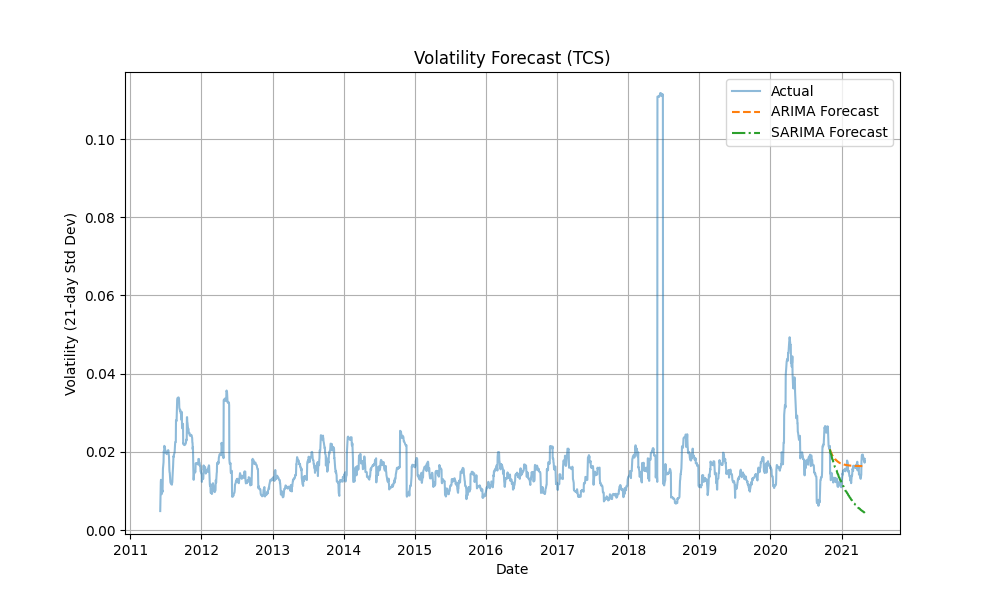 Volatility Forecast (TCS)
Actual
ARIMA Forecast
SARIMA Forecast
Volatility (21-day Std Dev)
0.10
0.08
0.06
0.04
0.02
0.00
2011 2012 2013 2014 2015 2016 2017 2018 2019 2020 2021
Date